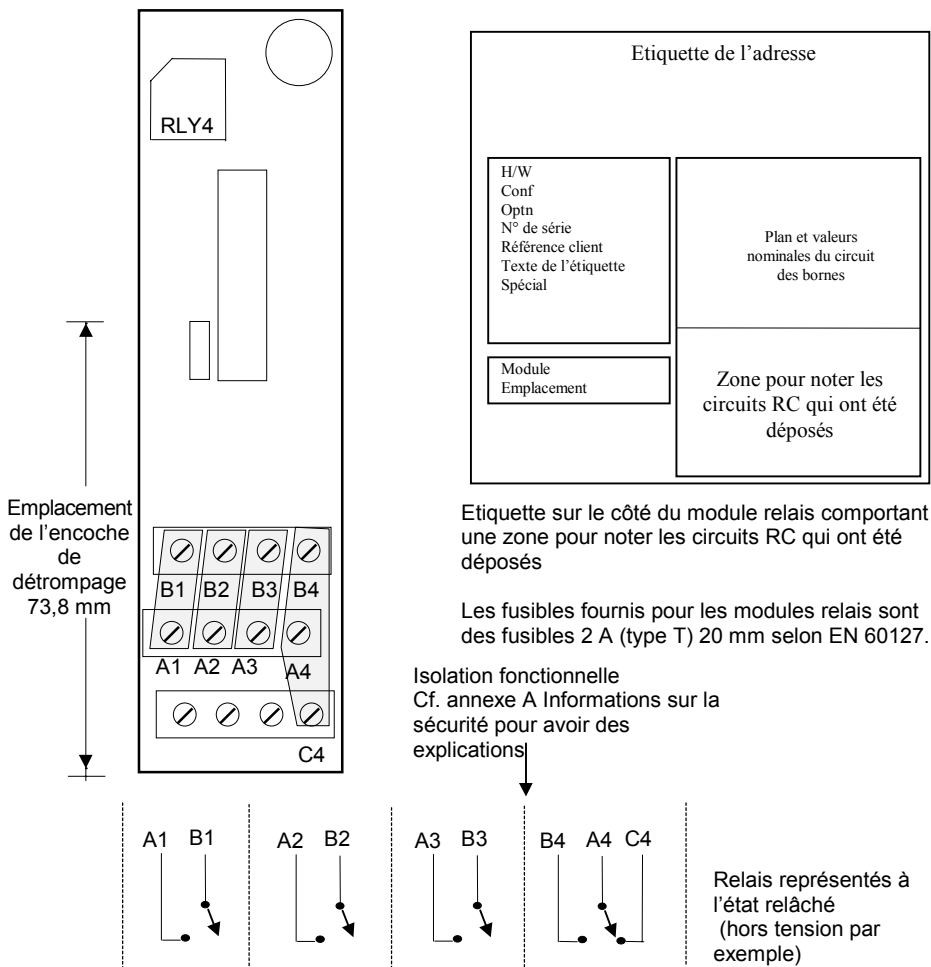 RLY4
Emplacement
de l'encoche
de
détrompage
73,8 mm
B1 B2 B3 B4
A1 A2 A3 A4
C4
Etiquette de l'adresse
H/W
Conf
Optn
N° de série
Référence client
Texte de l'étiquette
Spécial
Plan et valeurs
nominales du circuit
des bornes
Module
Emplacement
Zone pour noter les
circuits RC qui ont été
déposés
Etiquette sur le côté du module relais comportant
une zone pour noter les circuits RC qui ont été
déposés
Les fusibles fournis pour les modules relais sont
des fusibles 2 A (type T) 20 mm selon EN 60127.
Isolation fonctionnelle
Cf. annexe A Informations sur la
sécurité pour avoir des
explications
A1 B1 A2 B2 A3 B3 B4 A4 C4
Relais représentés à
l'état relâché
(hors tension par
exemple)